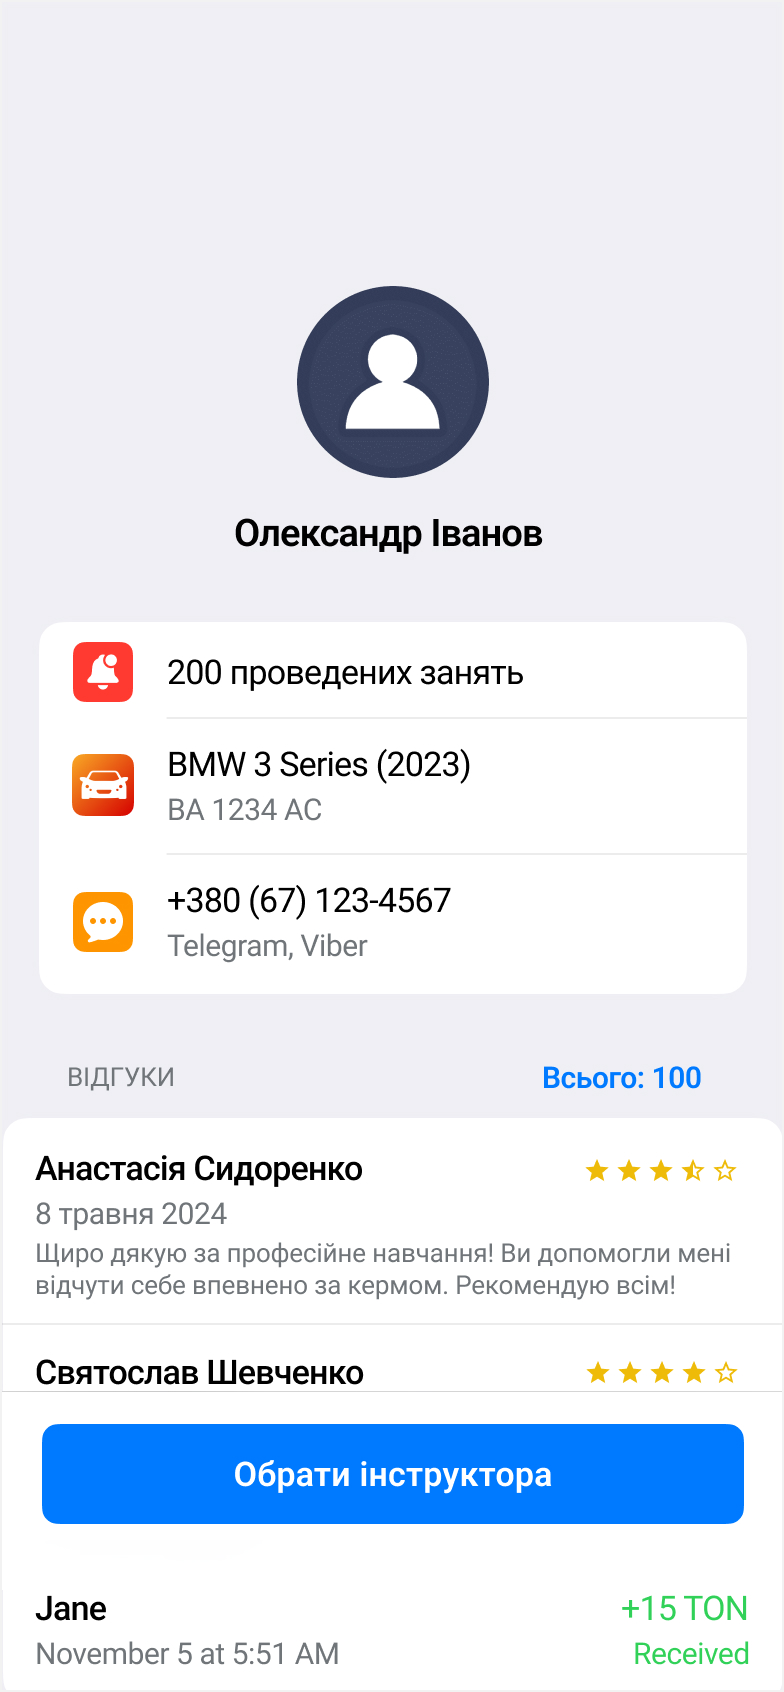 Олександр Іванов
200 проведених занять
BMW 3 Series (2023)
BA 1234 AC
+380 (67) 123-4567
Telegram, Viber
ВІДГУКИ
Всього: 100
Анастасія Сидоренко
8 травня 2024
Щиро дякую за професійне навчання! Ви допомогли мені
відчути себе впевнено за кермом. Рекомендую всім!
Святослав Шевченко
Обрати інструктора
Jane
+15 TON
November 5 at 5:51 AM
Received